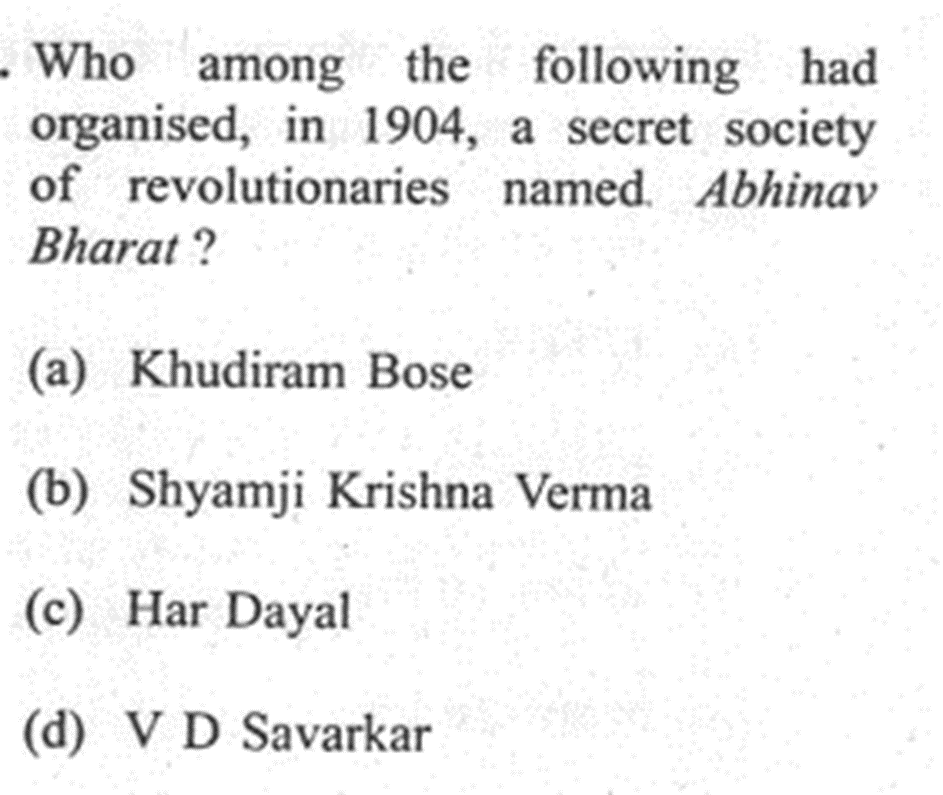 . Who among the following had
organised, in 1904, a secret society
of revolutionaries named Abhinav
Bharat ?
(a) Khudiram Bose
(b) Shyamji Krishna Verma
(c) Har Dayal
(d) V D Savarkar